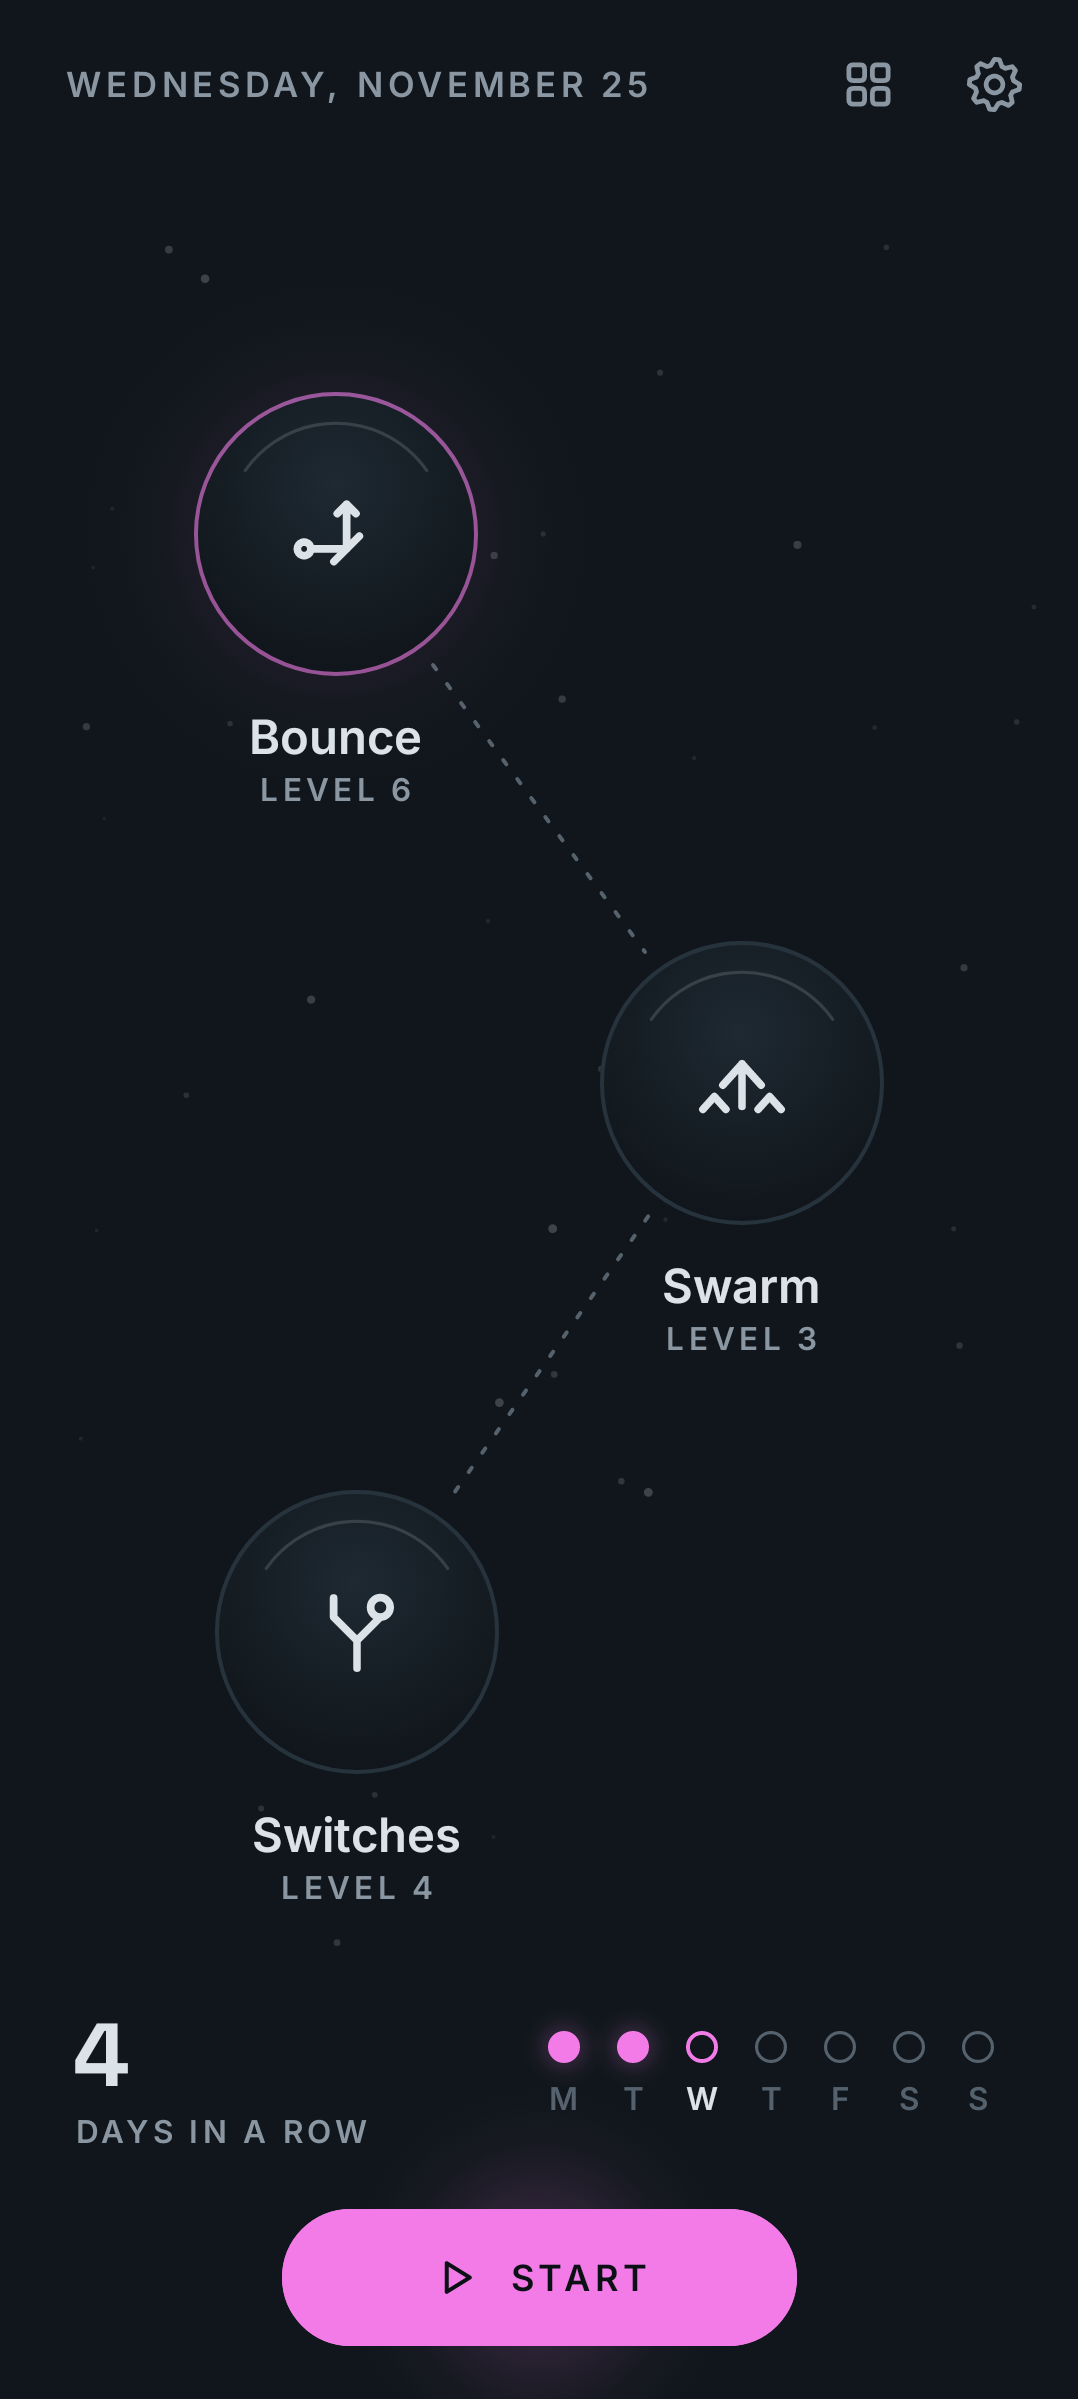 WEDNESDAY, NOVEMBER 25
Bounce
LEVEL 6
Swarm
LEVEL 3
Switches
LEVEL 4
4
DAYS IN A ROW
M T W T F S S
START